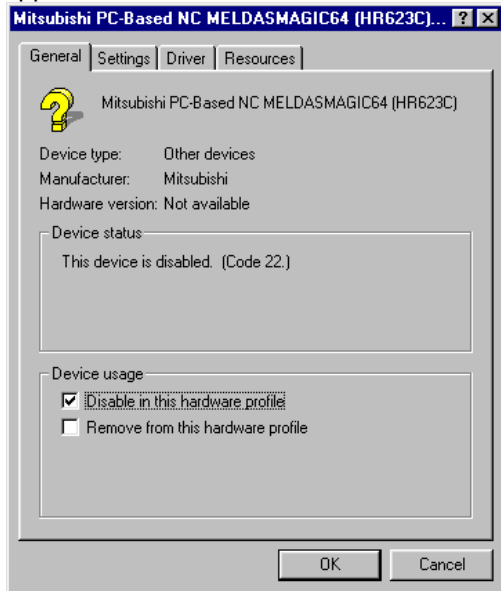 Mitsubishi PC-Based NC MELDASMAGIC64 (HR623C)...
General Settings Driver Resources
Mitsubishi PC-Based NC MELDASMAGIC64 (HR623C)
Device type: Other devices
Manufacturer: Mitsubishi
Hardware version: Not available
Device status
This device is disabled. (Code 22.)
Device usage
Disable in this hardware profile
Remove from this hardware profile
OK Cancel